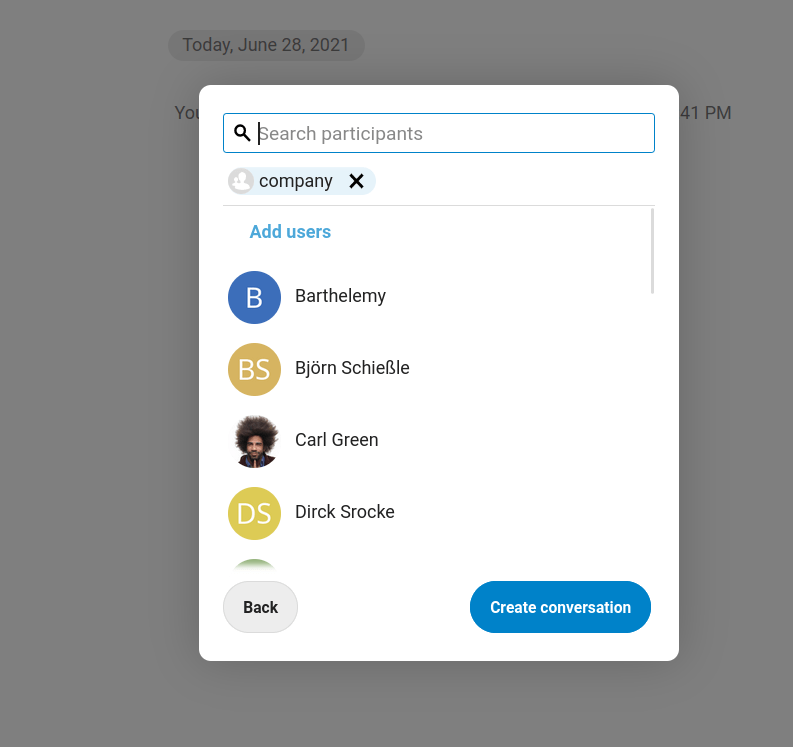 Today, June 28, 2021
You
41 PM
Search participants
company
Add users
B
Barthelemy
BS
Björn Schießle
Carl Green
DS
Dirck Srocke
Back
Create conversation